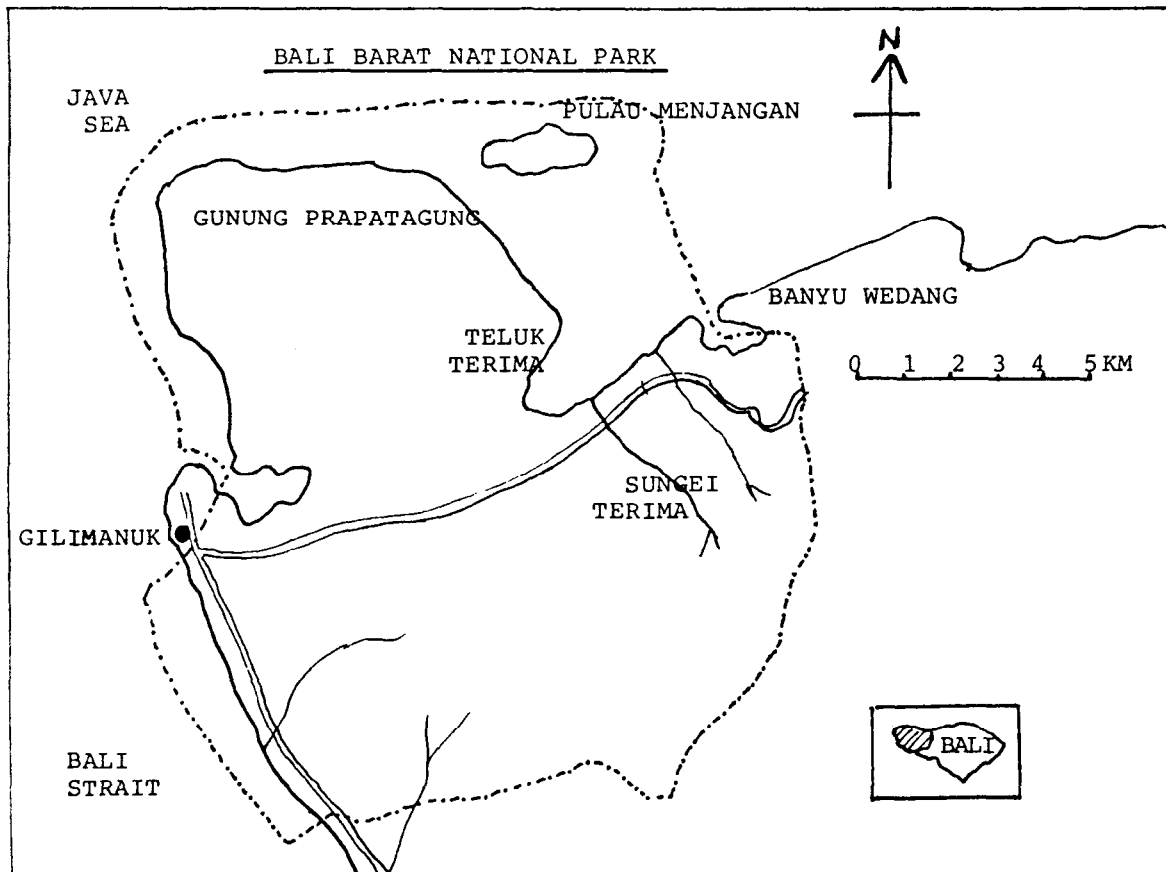 BALI BARAT NATIONAL PARK
N
JAVA
SEA
PULAU MENJANGAN
GUNUNG PRAPATAGUNG
BANYU WEDANG
TELUK
TERIMA
0 1 2 3 4 5 KM
SUNGEI
TERIMA
GILIMANUK
BALI
STRAIT
BALI